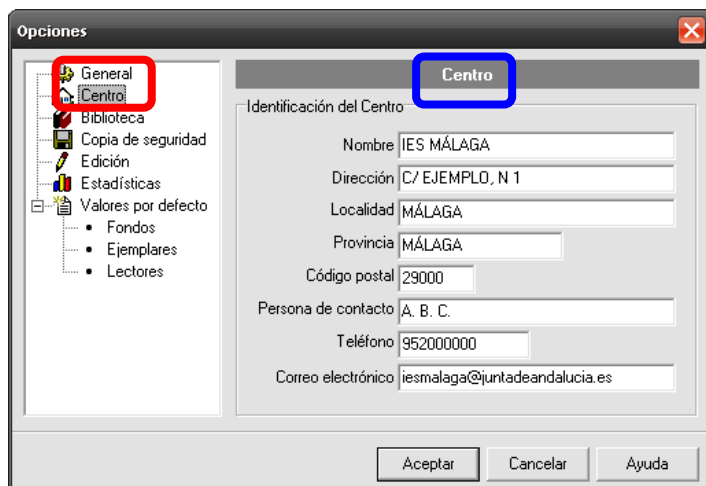 Opciones
General
Centro
Biblioteca
Copia de seguridad
Edición
Estadísticas
Valores por defecto
Fondos
Ejemplares
Lectores
Centro
Identificación del Centro
Nombre IES MÁLAGA
Dirección C/ EJEMPLO, N 1
Localidad MÁLAGA
Provincia MÁLAGA
Código postal 29000
Persona de contacto A. B. C.
Teléfono 952000000
Correo electrónico iesmalaga@juntadeandalucia.es
Aceptar Cancelar Ayuda